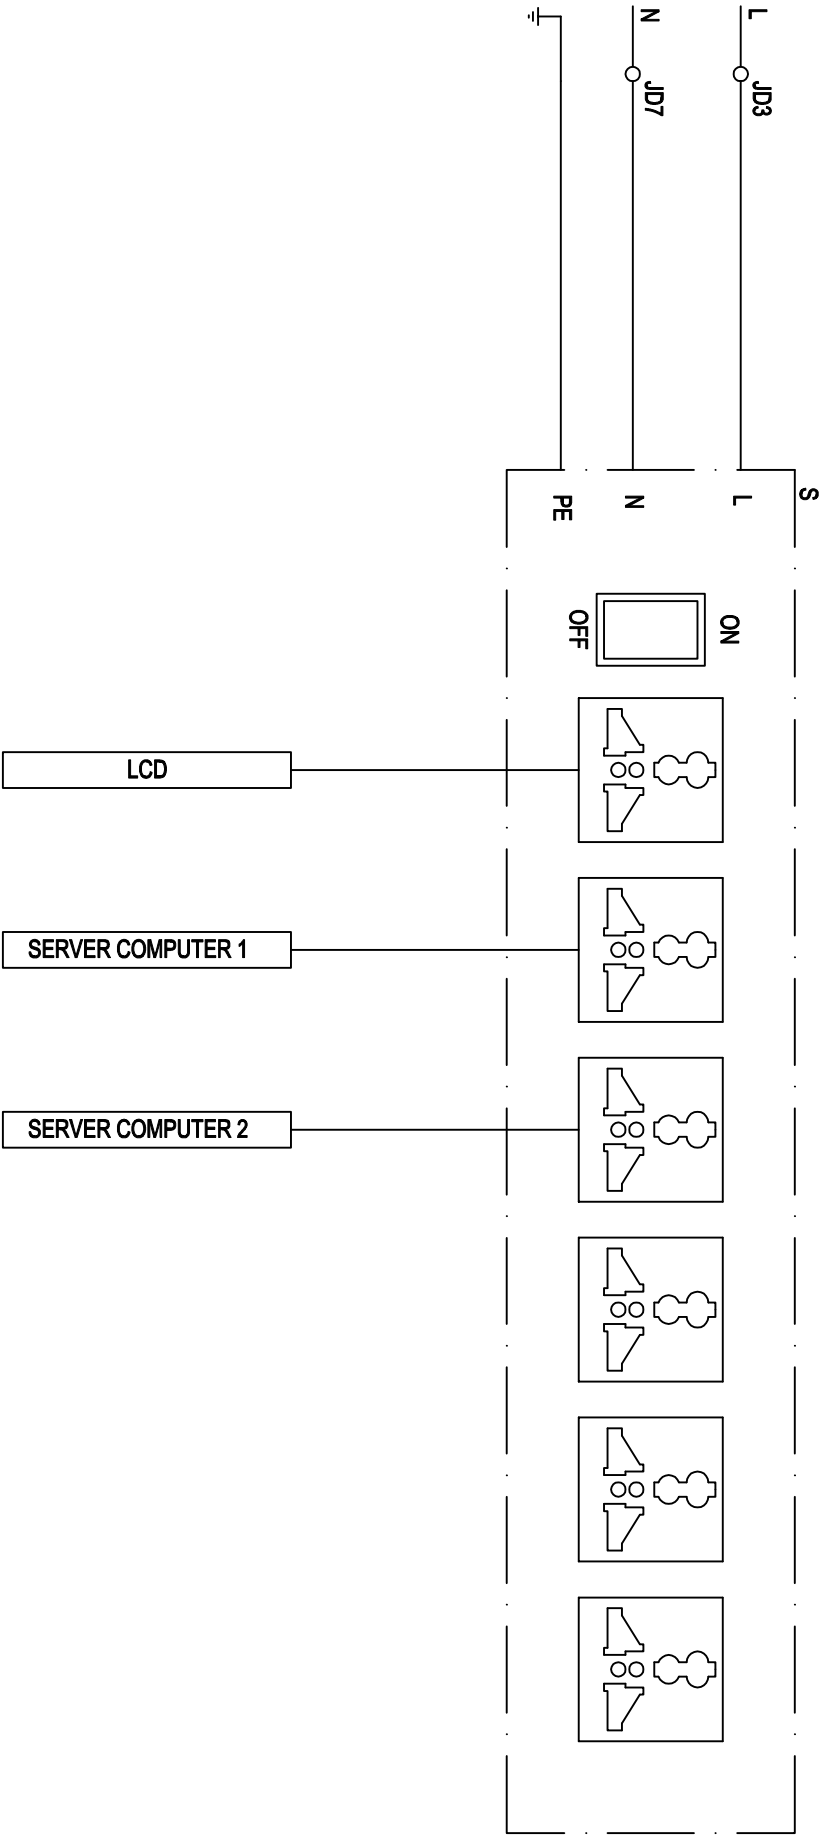 N
L
JD7
JD3
S
PE
N
L
OFF
ON
LCD
SERVER COMPUTER 1
SERVER COMPUTER 2